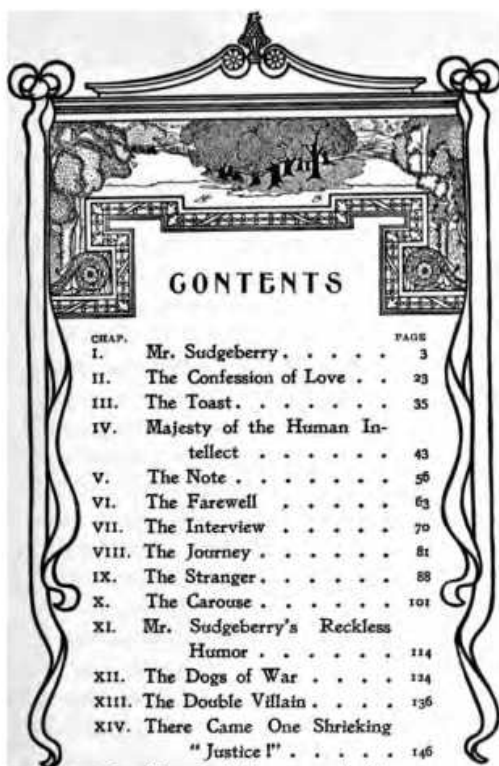 CONTENTS
CHAP. PAGE
I. Mr. Sudgeberry . . . . . 3
II. The Confession of Love . . 23
III. The Toast . . . . . . . 35
IV. Majesty of the Human In-
tellect . . . . . . 43
V. The Note . . . . . . . 56
VI. The Farewell . . . . . . 63
VII. The Interview . . . . . . 70
VIII. The Journey . . . . . . 81
IX. The Stranger . . . . . . 88
X. The Carouse . . . . . . 101
XI. Mr. Sudgeberry's Reckless
Humor . . . . . . 114
XII. The Dogs of War . . . . 124
XIII. The Double Villain . . . . 136
XIV. There Came One Shrieking
"Justice!" . . . . . 146